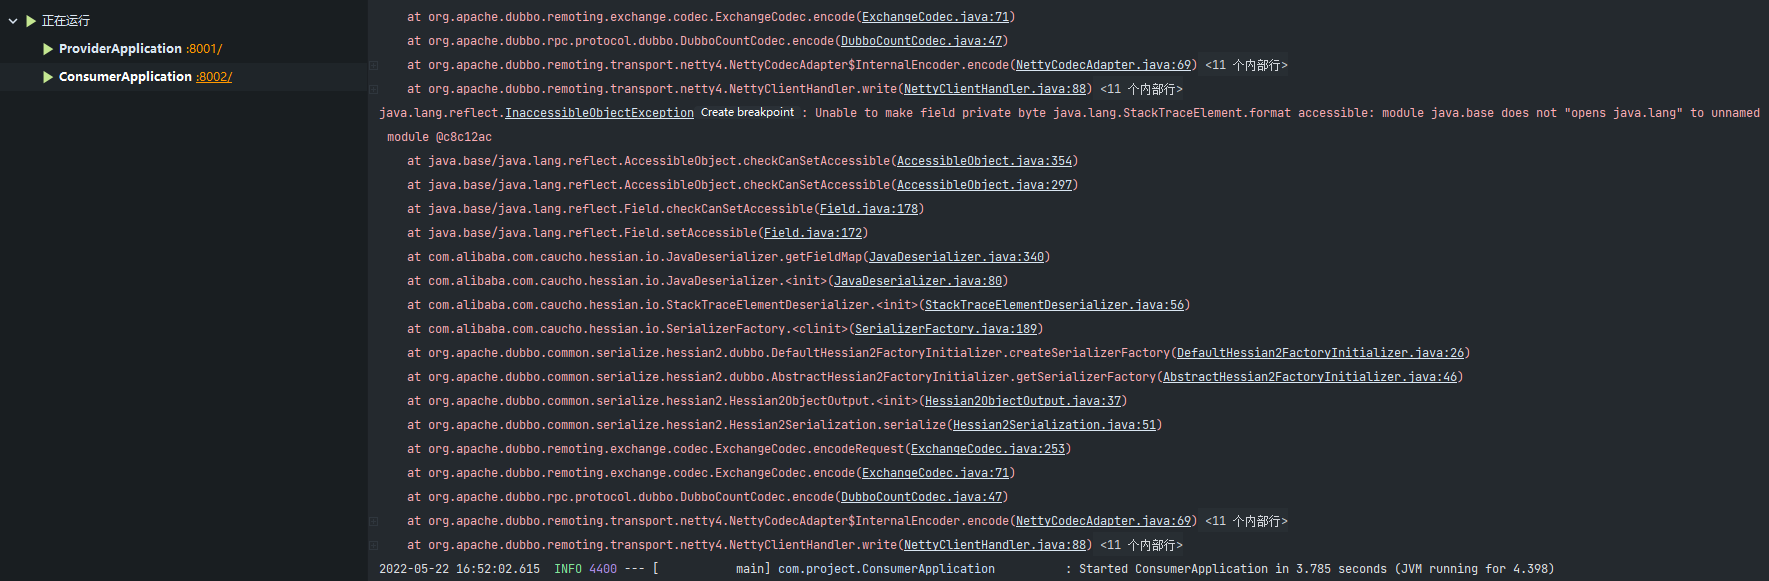 正在运行
ProviderApplication :8001/
ConsumerApplication :8002/
at org.apache.dubbo.remoting.exchange.codec.ExchangeCodec.encode(ExchangeCodec.java:71)
at org.apache.dubbo.rpc.protocol.dubbo.DubboCountCodec.encode(DubboCountCodec.java:47)
at org.apache.dubbo.remoting.transport.netty4.NettyCodecAdapter$InternalEncoder.encode(NettyCodecAdapter.java:69) <11 个内部行>
at org.apache.dubbo.remoting.transport.netty4.NettyClientHandler.write(NettyClientHandler.java:88) <11 个内部行>
java.lang.reflect.InaccessibleObjectException Create breakpoint : Unable to make field private byte java.lang.StackTraceElement.format accessible: module java.base does not "opens java.lang" to unnamed
module @c8c12ac
at java.base/java.lang.reflect.AccessibleObject.checkCanSetAccessible(AccessibleObject.java:354)
at java.base/java.lang.reflect.AccessibleObject.checkCanSetAccessible(AccessibleObject.java:297)
at java.base/java.lang.reflect.Field.checkCanSetAccessible(Field.java:178)
at java.base/java.lang.reflect.Field.setAccessible(Field.java:172)
at com.alibaba.com.caucho.hessian.io.JavaDeserializer.getFieldMap(JavaDeserializer.java:340)
at com.alibaba.com.caucho.hessian.io.JavaDeserializer.<init>(JavaDeserializer.java:80)
at com.alibaba.com.caucho.hessian.io.StackTraceElementDeserializer.<init>(StackTraceElementDeserializer.java:56)
at com.alibaba.com.caucho.hessian.io.SerializerFactory.<clinit>(SerializerFactory.java:189)
at org.apache.dubbo.common.serialize.hessian2.dubbo.DefaultHessian2FactoryInitializer.createSerializerFactory(DefaultHessian2FactoryInitializer.java:26)
at org.apache.dubbo.common.serialize.hessian2.dubbo.AbstractHessian2FactoryInitializer.getSerializerFactory(AbstractHessian2FactoryInitializer.java:46)
at org.apache.dubbo.common.serialize.hessian2.Hessian2ObjectOutput.<init>(Hessian2ObjectOutput.java:37)
at org.apache.dubbo.common.serialize.hessian2.Hessian2Serialization.serialize(Hessian2Serialization.java:51)
at org.apache.dubbo.remoting.exchange.codec.ExchangeCodec.encodeRequest(ExchangeCodec.java:253)
at org.apache.dubbo.remoting.exchange.codec.ExchangeCodec.encode(ExchangeCodec.java:71)
at org.apache.dubbo.rpc.protocol.dubbo.DubboCountCodec.encode(DubboCountCodec.java:47)
at org.apache.dubbo.remoting.transport.netty4.NettyCodecAdapter$InternalEncoder.encode(NettyCodecAdapter.java:69) <11 个内部行>
at org.apache.dubbo.remoting.transport.netty4.NettyClientHandler.write(NettyClientHandler.java:88) <11 个内部行>
2022-05-22 16:52:02.615 INFO 4400 --- [ main] com.project.ConsumerApplication : Started ConsumerApplication in 3.785 seconds (JVM running for 4.398)